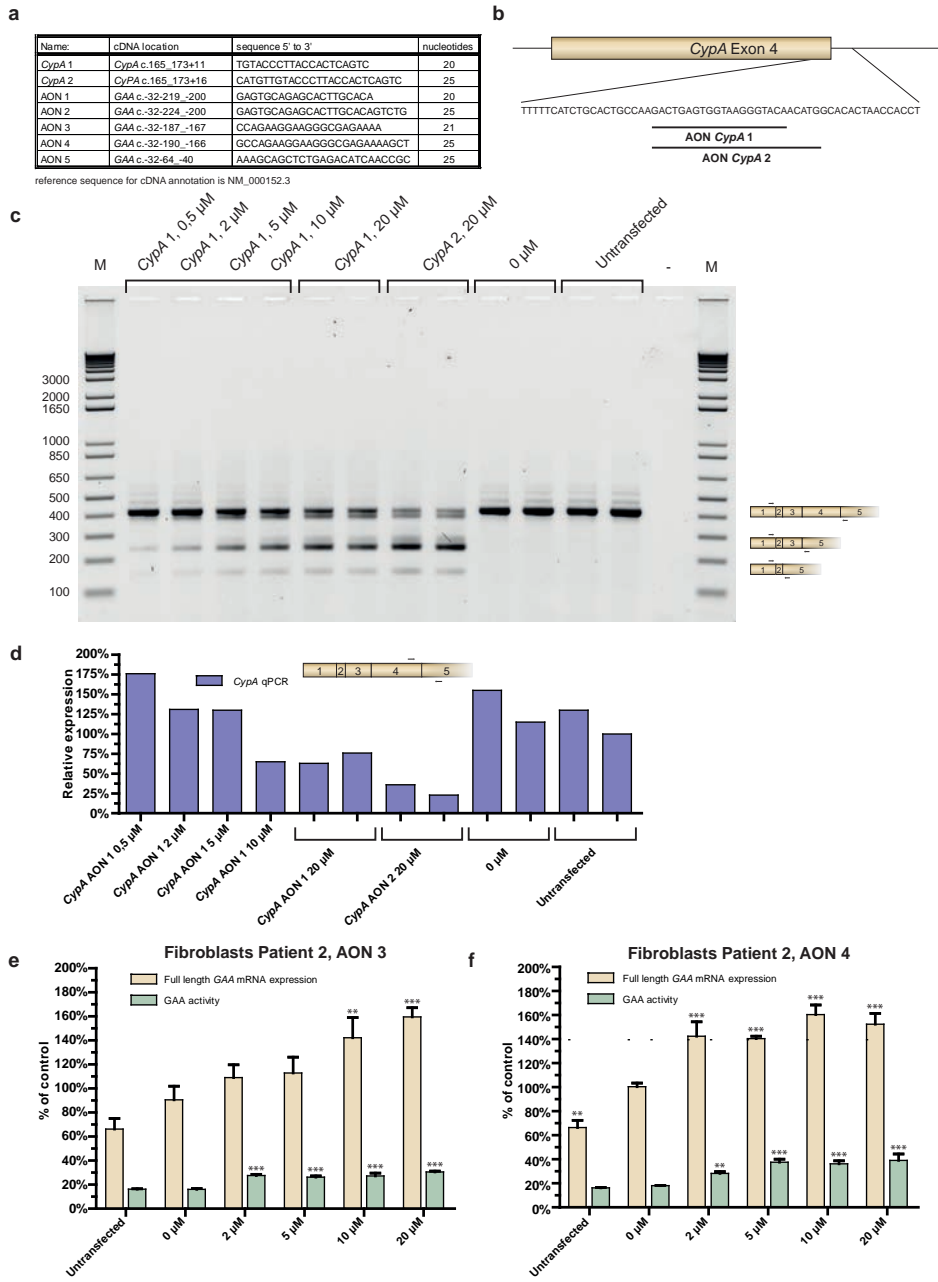 a
Name: cDNA location sequence 5' to 3' nucleotides
CypA 1 CypA c.165_173+11 TGTACCCTTACCACTCAGTC 20
CypA 2 CyPA c.165_173+16 CATGTTGTACCCTTACCACTCAGTC 25
AON 1 GAA c.-32-219_-200 GAGTGCAGAGCACTTGCACA 20
AON 2 GAA c.-32-224_-200 GAGTGCAGAGCACTTGCACAGTCTG 25
AON 3 GAA c.-32-187_-167 CCAGAAGGAAGGGCGAGAAAA 21
AON 4 GAA c.-32-190_-166 GCCAGAAGGAAGGGCGAGAAAAGCT 25
AON 5 GAA c.-32-64_-40 AAAGCAGCTCTGAGACATCAACCGC 25
reference sequence for cDNA annotation is NM_000152.3
b
CypA Exon 4
TTTTTCATCTGCACTGCCAAGACTGAGTGGTAAGGGTACAACATGGCACACTAACCACCT
AON CypA 1
AON CypA 2
c
M
CypA 1, 0,5 µM
CypA 1, 2 µM
CypA 1, 5 µM
CypA 1, 10 µM
CypA 1, 20 µM
CypA 2, 20 µM
0 µM
Untransfected
-
M
3000
2000
1650
1000
850
650
500
400
300
200
100
1 2 3 4 5
1 2 3 5
1 2 5
d
200%
175%
150%
125%
100%
75%
50%
25%
0%
Relative expression
CypA qPCR
1 2 3 4 5
CypA AON 1 0,5 µM
CypA AON 1 2 µM
CypA AON 1 5 µM
CypA AON 1 10 µM
CypA AON 1 20 µM
CypA AON 2 20 µM
0 µM
Untransfected
e
Fibroblasts Patient 2, AON 3
200%
180%
160%
140%
120%
100%
80%
60%
40%
20%
0%
% of control
Full length GAA mRNA expression
GAA activity
*** *** *** ** *** ***
Untransfected
0 µM
2 µM
5 µM
10 µM
20 µM
f
Fibroblasts Patient 2, AON 4
200%
180%
160%
140%
120%
100%
80%
60%
40%
20%
0%
% of control
Full length GAA mRNA expression
GAA activity
** *** ** *** *** *** *** *** ***
Untransfected
0 µM
2 µM
5 µM
10 µM
20 µM